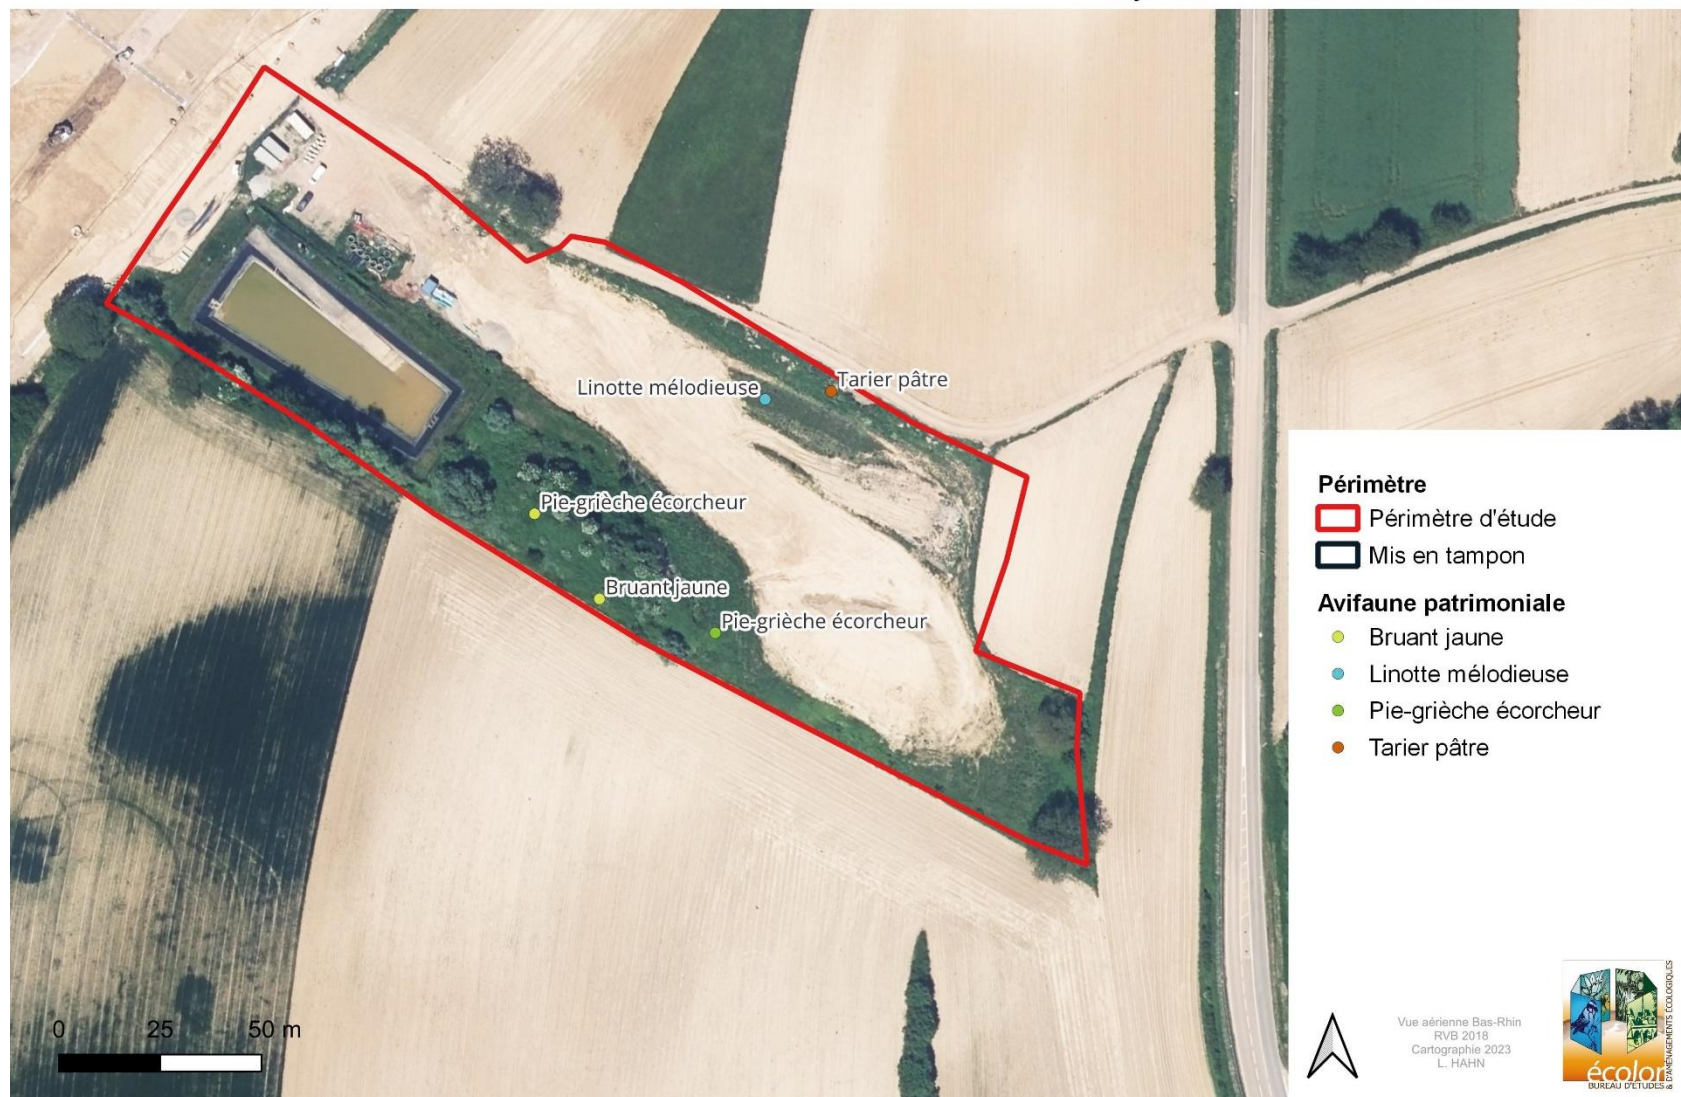 Linotte mélodieuse
Tarier pâtre
Pie-grièche écorcheur
Bruant jaune
Pie-grièche écorcheur
Périmètre
Périmètre d'étude
Mis en tampon
Avifaune patrimoniale
Bruant jaune
Linotte mélodieuse
Pie-grièche écorcheur
Tarier pâtre
0 25 50 m
Vue aérienne Bas-Rhin
RVB 2018
Cartographie 2023
L. HAHN
écolor
BUREAU D'ETUDES
& D'AMÉNAGEMENTS ÉCOLOGIQUES